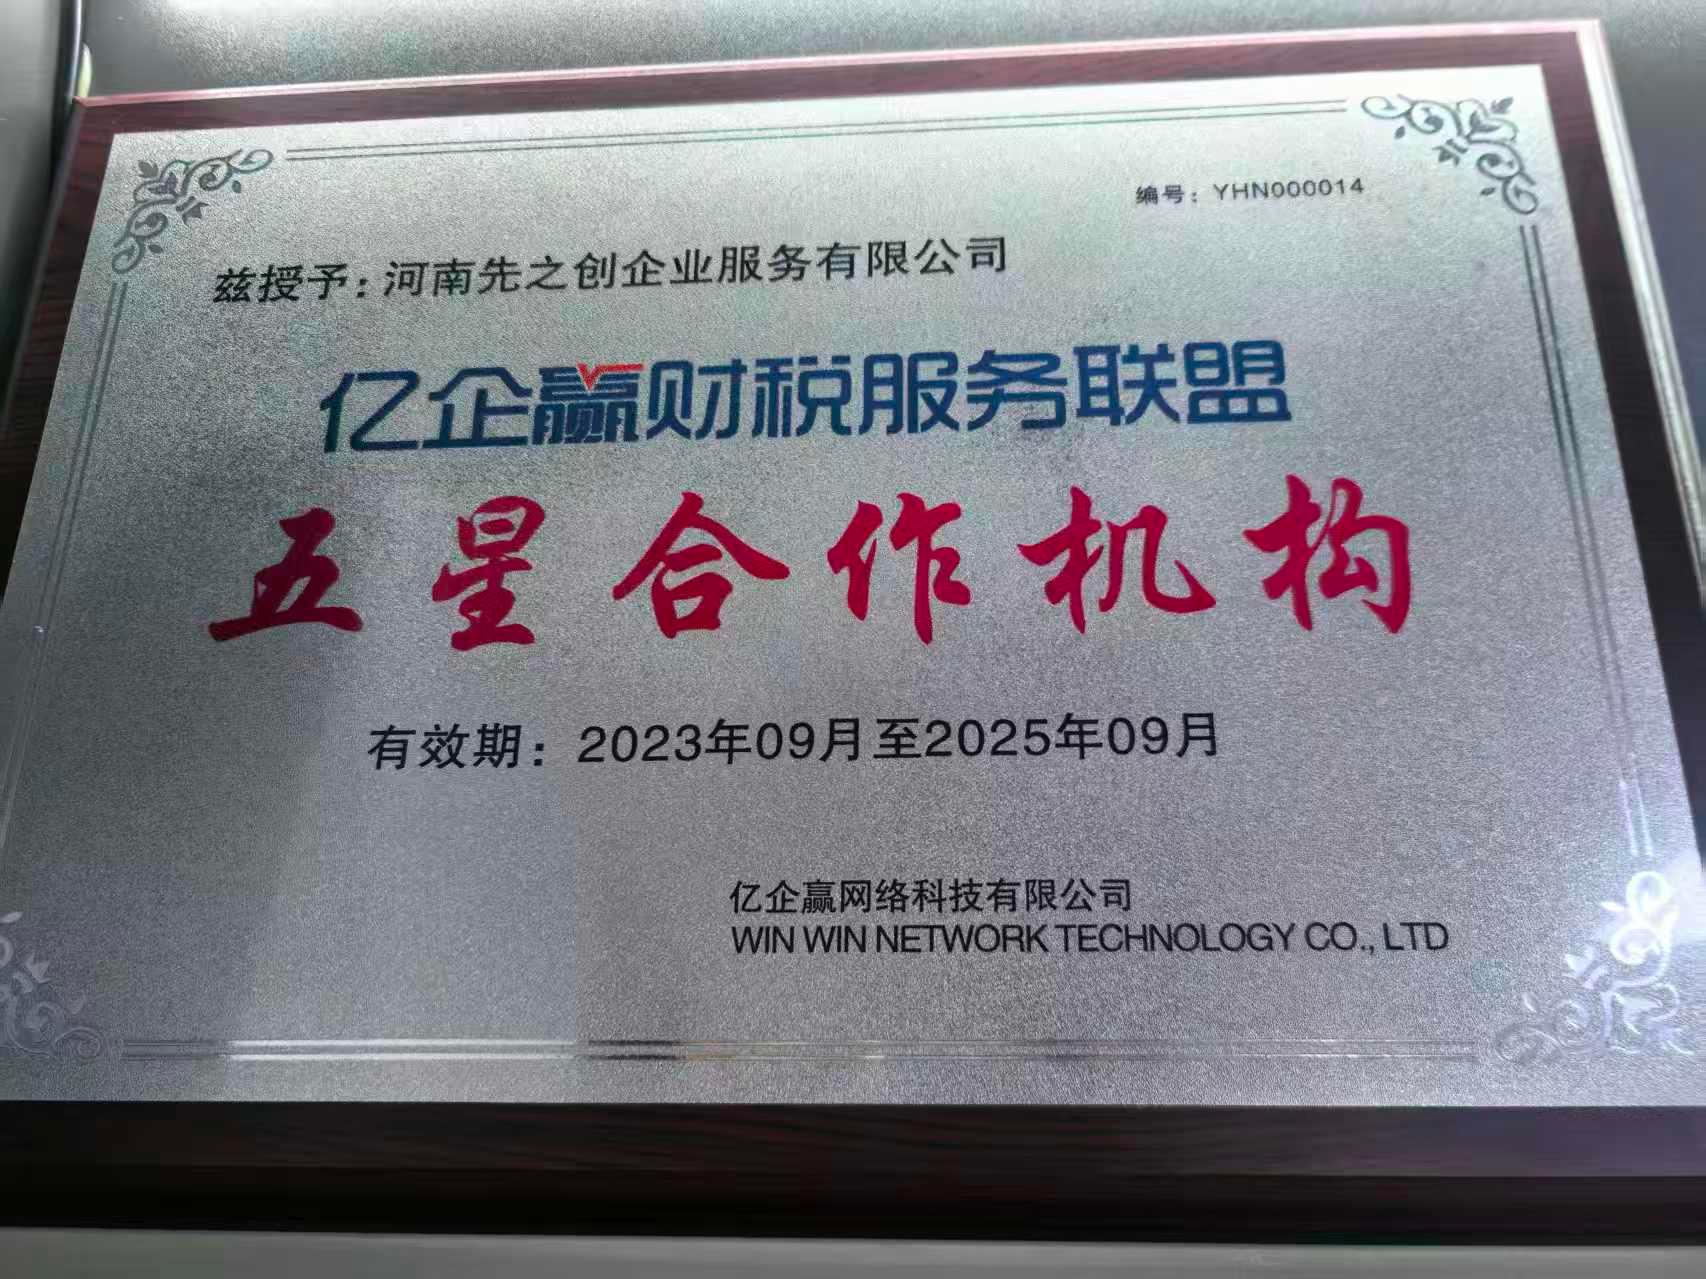 编号：YHN000014
兹授予：河南先之创企业服务有限公司
亿企赢财税服务联盟
五星合作机构
有效期：2023年09月至2025年09月
亿企赢网络科技有限公司
WIN WIN NETWORK TECHNOLOGY CO., LTD